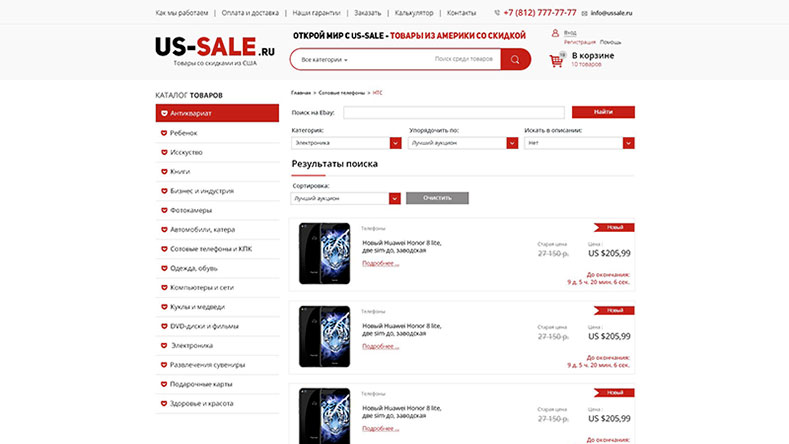 Как мы работаем | Оплата и доставка | Наши гарантии | Заказать | Калькулятор | Контакты
+7 (812) 777-77-77
info@ussale.ru
US-SALE.RU
Товары со скидками из США
ОТКРОЙ МИР С US-SALE - ТОВАРЫ ИЗ АМЕРИКИ СО СКИДКОЙ
Все категории
Поиск среди товаров
Вход
Регистрация Помощь
В корзине
10 товаров
КАТАЛОГ ТОВАРОВ
Антиквариат
Ребенок
Исскуство
Книги
Бизнес и индустрия
Фотокамеры
Автомобили, катера
Сотовые телефоны и КПК
Одежда, обувь
Компьютеры и сети
Куклы и медведи
DVD-диски и фильмы
Электроника
Развлечения сувениры
Подарочные карты
Здоровье и красота
Главная » Сотовые телефоны » HTC
Поиск на Ebay:
Найти
Категория: Упорядочить по: Искать в описании:
Электроника Лучший аукцион Нет
Результаты поиска
Сортировка:
Лучший аукцион Очистить
Телефоны
Новый Huawei Honor 8 lite,
две sim-до, заводская
Подробнее ...
Новый
Старая цена Цена :
27 150 р. US $205,99
До окончания:
9 д. 5 ч. 20 мин. 6 сек.
Телефоны
Новый Huawei Honor 8 lite,
две sim-до, заводская
Подробнее ...
Новый
Старая цена Цена :
27 150 р. US $205,99
До окончания:
9 д. 5 ч. 20 мин. 6 сек.
Телефоны
Новый Huawei Honor 8 lite,
две sim-до, заводская
Подробнее ...
Новый
Старая цена Цена :
27 150 р. US $205,99
До окончания: